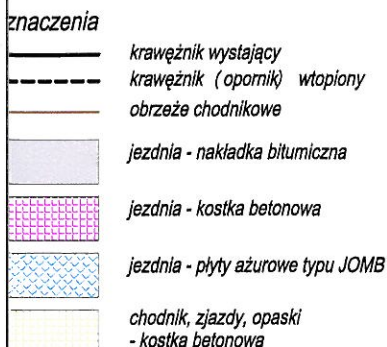 znaczenia
krawężnik wystający
krawężnik ( opornik) wtopiony
obrzeże chodnikowe
jezdnia - nakładka bitumiczna
jezdnia - kostka betonowa
jezdnia - płyty ażurowe typu JOMB
chodnik, zjazdy, opaski
- kostka betonowa